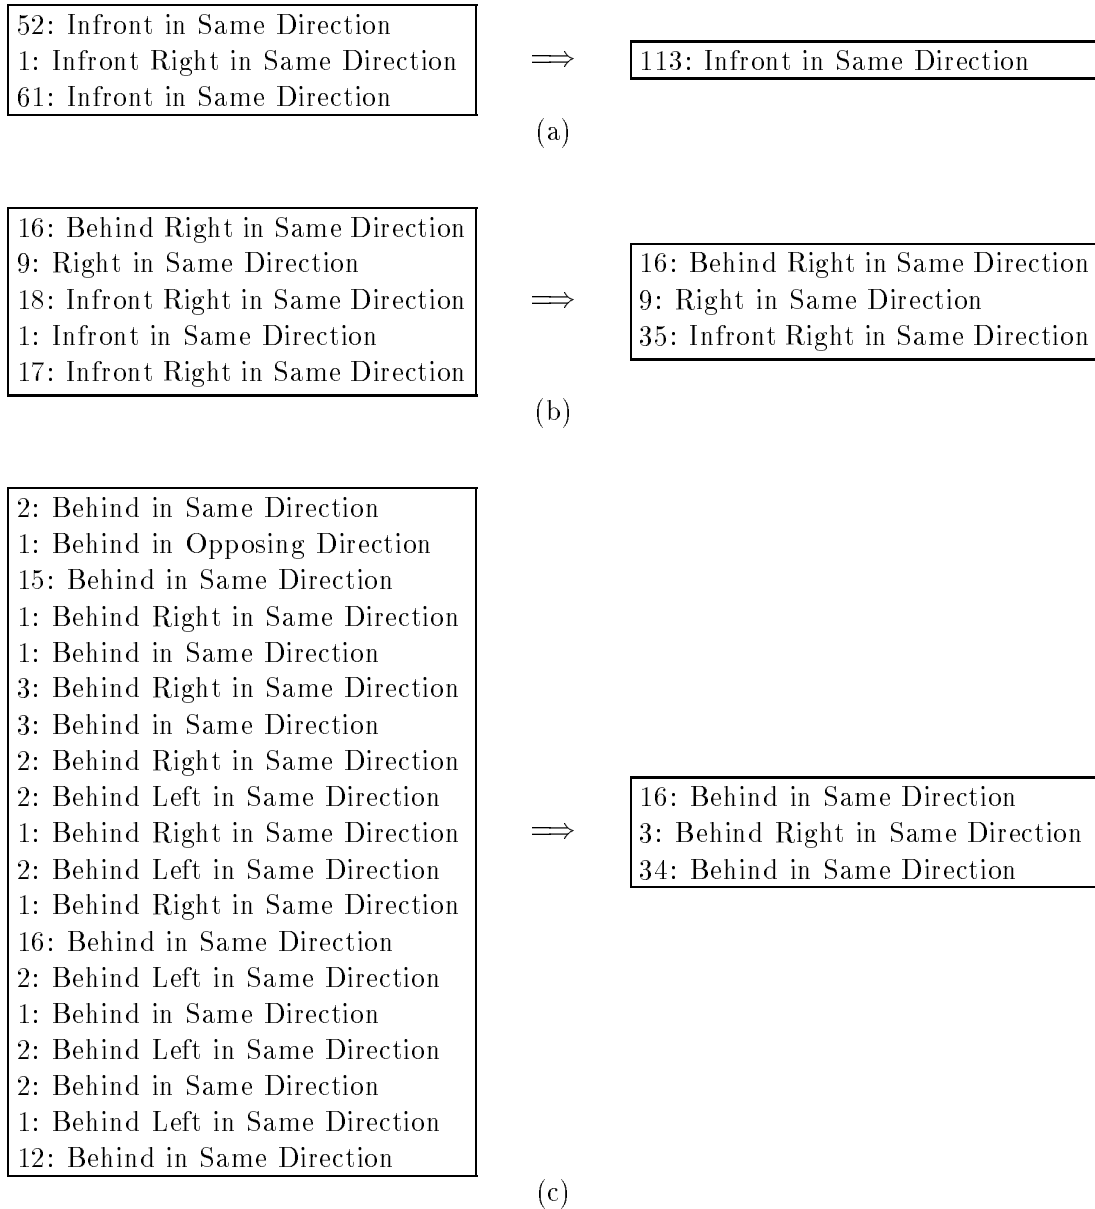 52: Infront in Same Direction
1: Infront Right in Same Direction
61: Infront in Same Direction
⟹
113: Infront in Same Direction
(a)
16: Behind Right in Same Direction
9: Right in Same Direction
18: Infront Right in Same Direction
1: Infront in Same Direction
17: Infront Right in Same Direction
⟹
16: Behind Right in Same Direction
9: Right in Same Direction
35: Infront Right in Same Direction
(b)
2: Behind in Same Direction
1: Behind in Opposing Direction
15: Behind in Same Direction
1: Behind Right in Same Direction
1: Behind in Same Direction
3: Behind Right in Same Direction
3: Behind in Same Direction
2: Behind Right in Same Direction
2: Behind Left in Same Direction
1: Behind Right in Same Direction
2: Behind Left in Same Direction
1: Behind Right in Same Direction
16: Behind in Same Direction
2: Behind Left in Same Direction
1: Behind in Same Direction
2: Behind Left in Same Direction
2: Behind in Same Direction
1: Behind Left in Same Direction
12: Behind in Same Direction
⟹
16: Behind in Same Direction
3: Behind Right in Same Direction
34: Behind in Same Direction
(c)